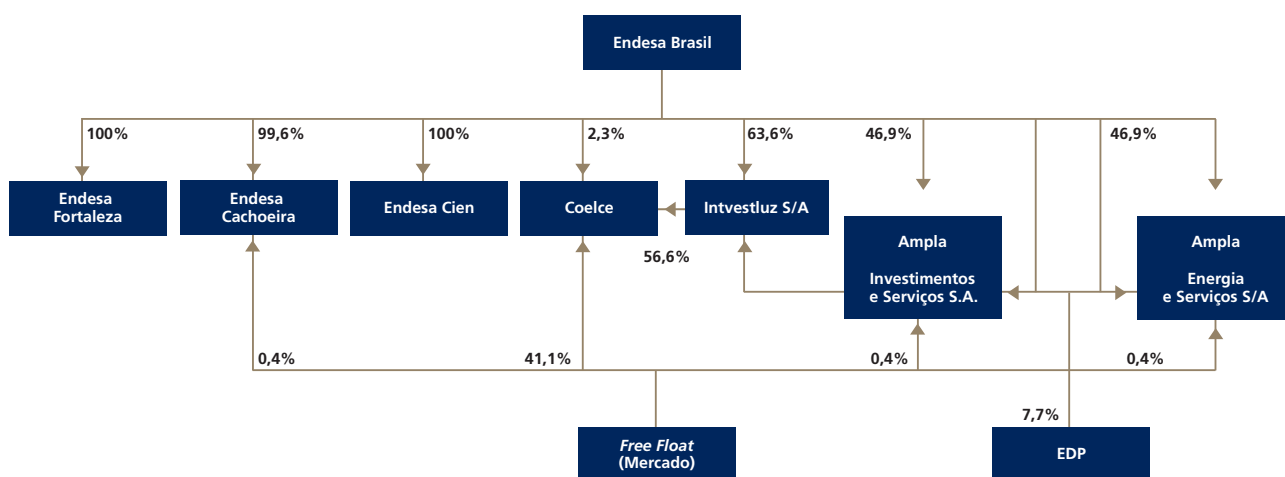 Endesa Brasil
100%
99,6%
100%
2,3%
63,6%
46,9%
46,9%
Endesa
Fortaleza
Endesa
Cachoeira
Endesa Cien
Coelce
Intvestluz S/A
56,6%
Ampla
Investimentos
e Serviços S.A.
Ampla
Energia
e Serviços S/A
0,4%
41,1%
0,4%
0,4%
7,7%
Free Float
(Mercado)
EDP